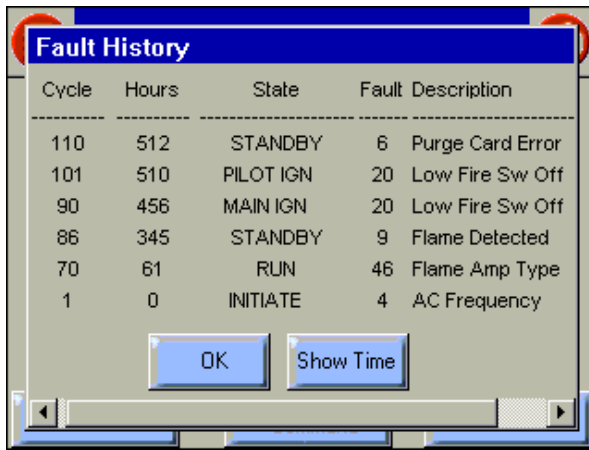 Fault History
Cycle Hours State Fault Description
110 512 STANDBY 6 Purge Card Error
101 510 PILOT IGN 20 Low Fire Sw Off
90 456 MAIN IGN 20 Low Fire Sw Off
86 345 STANDBY 9 Flame Detected
70 61 RUN 46 Flame Amp Type
1 0 INITIATE 4 AC Frequency
OK Show Time